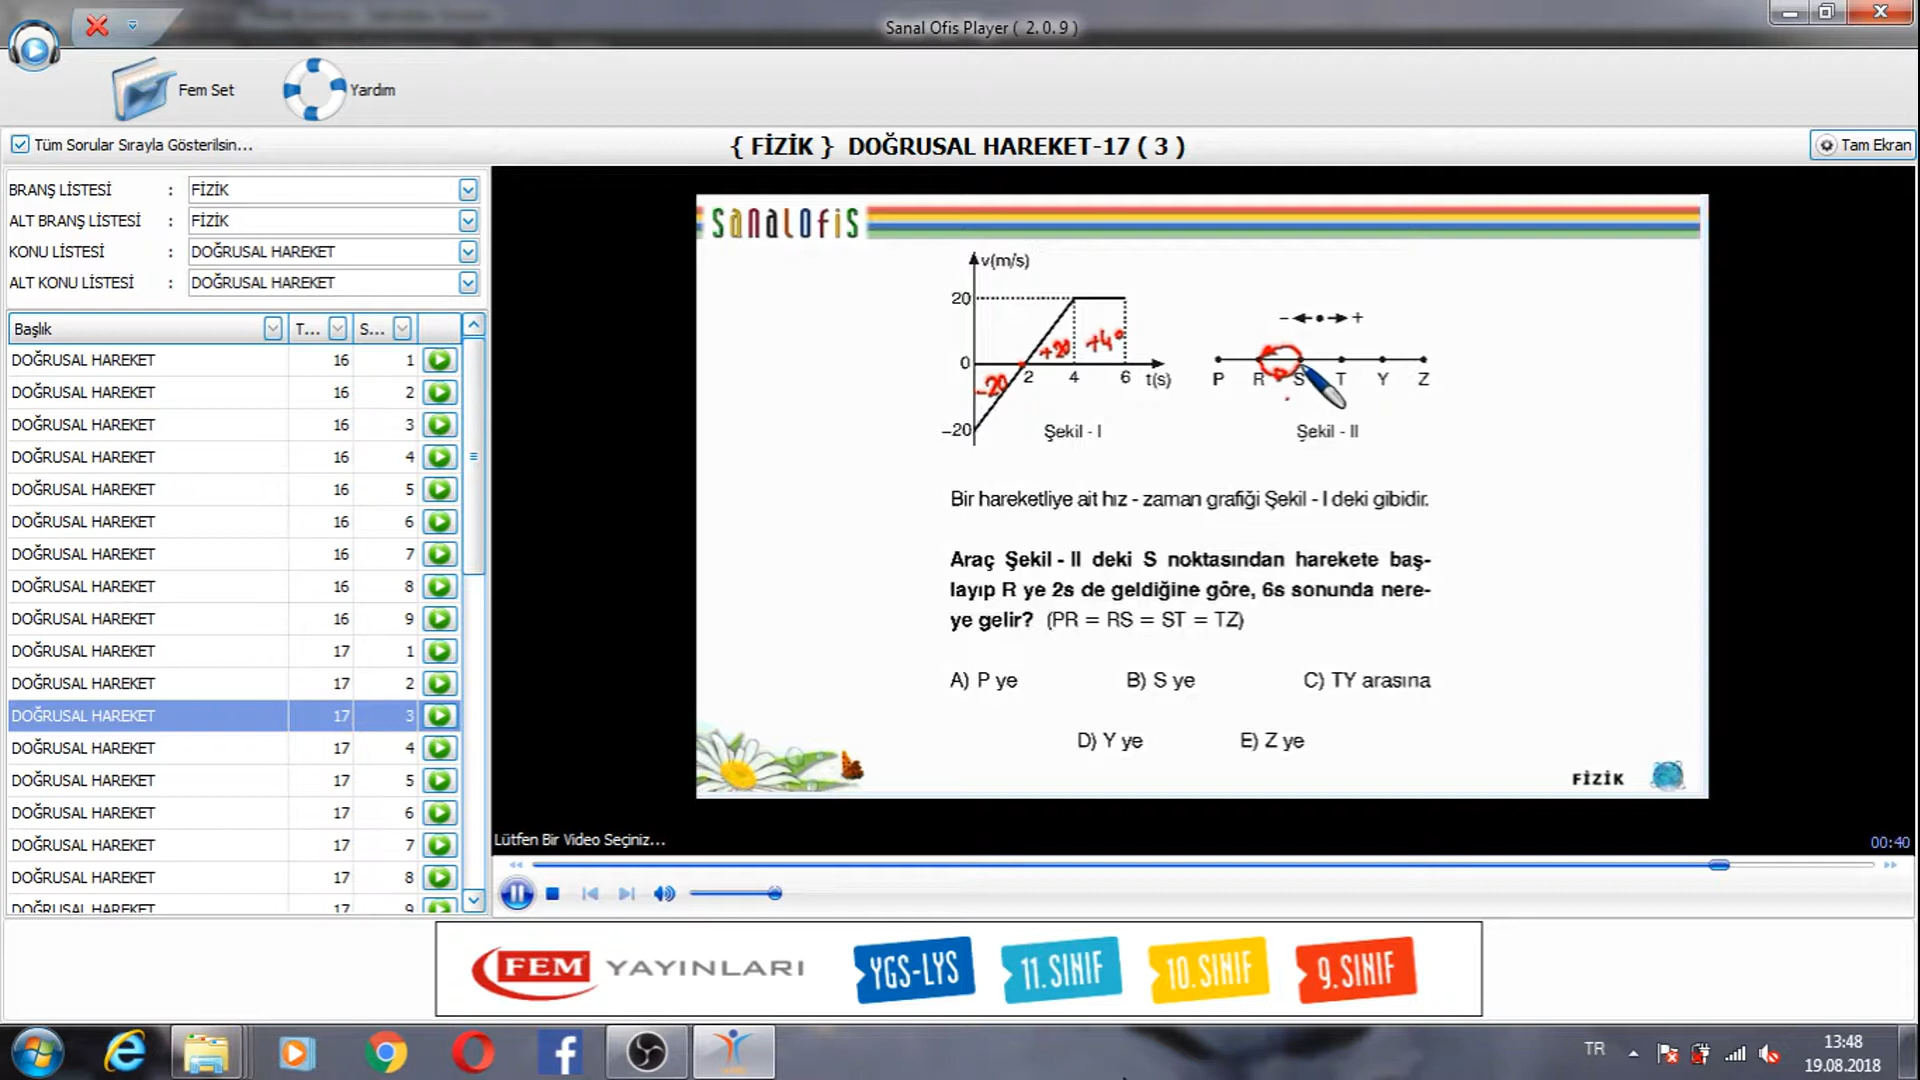 Sanal Ofis Player ( 2.0.9 )
Fem Set
Yardım
Tüm Sorular Sırayla Gösterilsin...
{ FİZİK } DOĞRUSAL HAREKET-17 ( 3 )
Tam Ekran
BRANŞ LİSTESİ : FİZİK
ALT BRANŞ LİSTESİ : FİZİK
KONU LİSTESİ : DOĞRUSAL HAREKET
ALT KONU LİSTESİ : DOĞRUSAL HAREKET
Başlık T... S...
DOĞRUSAL HAREKET 16 1
DOĞRUSAL HAREKET 16 2
DOĞRUSAL HAREKET 16 3
DOĞRUSAL HAREKET 16 4
DOĞRUSAL HAREKET 16 5
DOĞRUSAL HAREKET 16 6
DOĞRUSAL HAREKET 16 7
DOĞRUSAL HAREKET 16 8
DOĞRUSAL HAREKET 16 9
DOĞRUSAL HAREKET 17 1
DOĞRUSAL HAREKET 17 2
DOĞRUSAL HAREKET 17 3
DOĞRUSAL HAREKET 17 4
DOĞRUSAL HAREKET 17 5
DOĞRUSAL HAREKET 17 6
DOĞRUSAL HAREKET 17 7
DOĞRUSAL HAREKET 17 8
DOĞRUSAL HAREKET 17 9
sanalofis
v(m/s)
20
+20 +40
0 2 4 6 t(s)
-20
−20
Şekil - I
− +
P R S T Y Z
Şekil - II
Bir hareketliye ait hız - zaman grafiği Şekil - I deki gibidir.
Araç Şekil - II deki S noktasından harekete baş-
layıp R ye 2s de geldiğine göre, 6s sonunda nere-
ye gelir? (PR = RS = ST = TZ)
A) P ye B) S ye C) TY arasına
D) Y ye E) Z ye
FİZİK
Lütfen Bir Video Seçiniz...
00:40
FEM YAYINLARI
YGS-LYS
11.SINIF
10.SINIF
9.SINIF
TR
13:48
19.08.2018